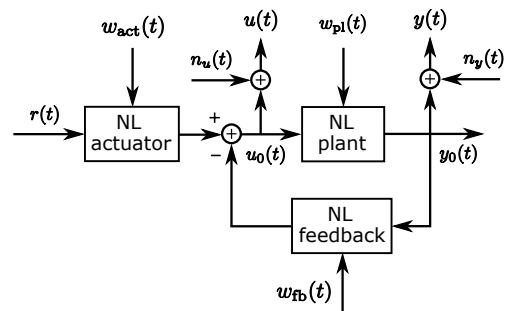 u(t)
y(t)
w_act(t)
w_pl(t)
n_u(t)
n_y(t)
r(t)
NL
actuator
+
+
−
u_0(t)
NL
plant
+
+
y_0(t)
NL
feedback
w_fb(t)